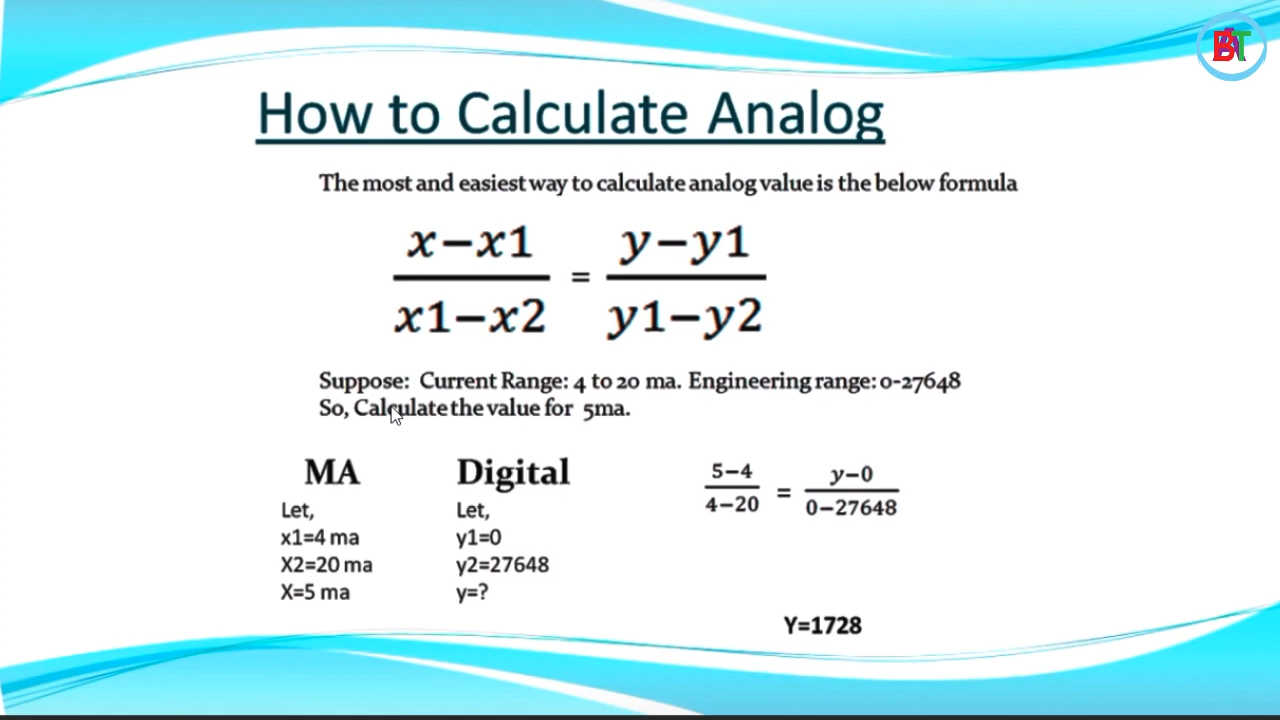 BAT
How to Calculate Analog
The most and easiest way to calculate analog value is the below formula
x−x1 / x1−x2 = y−y1 / y1−y2
Suppose: Current Range: 4 to 20 ma. Engineering range: 0-27648
So, Calculate the value for 5ma.
MA
Let,
x1=4 ma
X2=20 ma
X=5 ma
Digital
Let,
y1=0
y2=27648
y=?
5−4 / 4−20 = y−0 / 0−27648
Y=1728